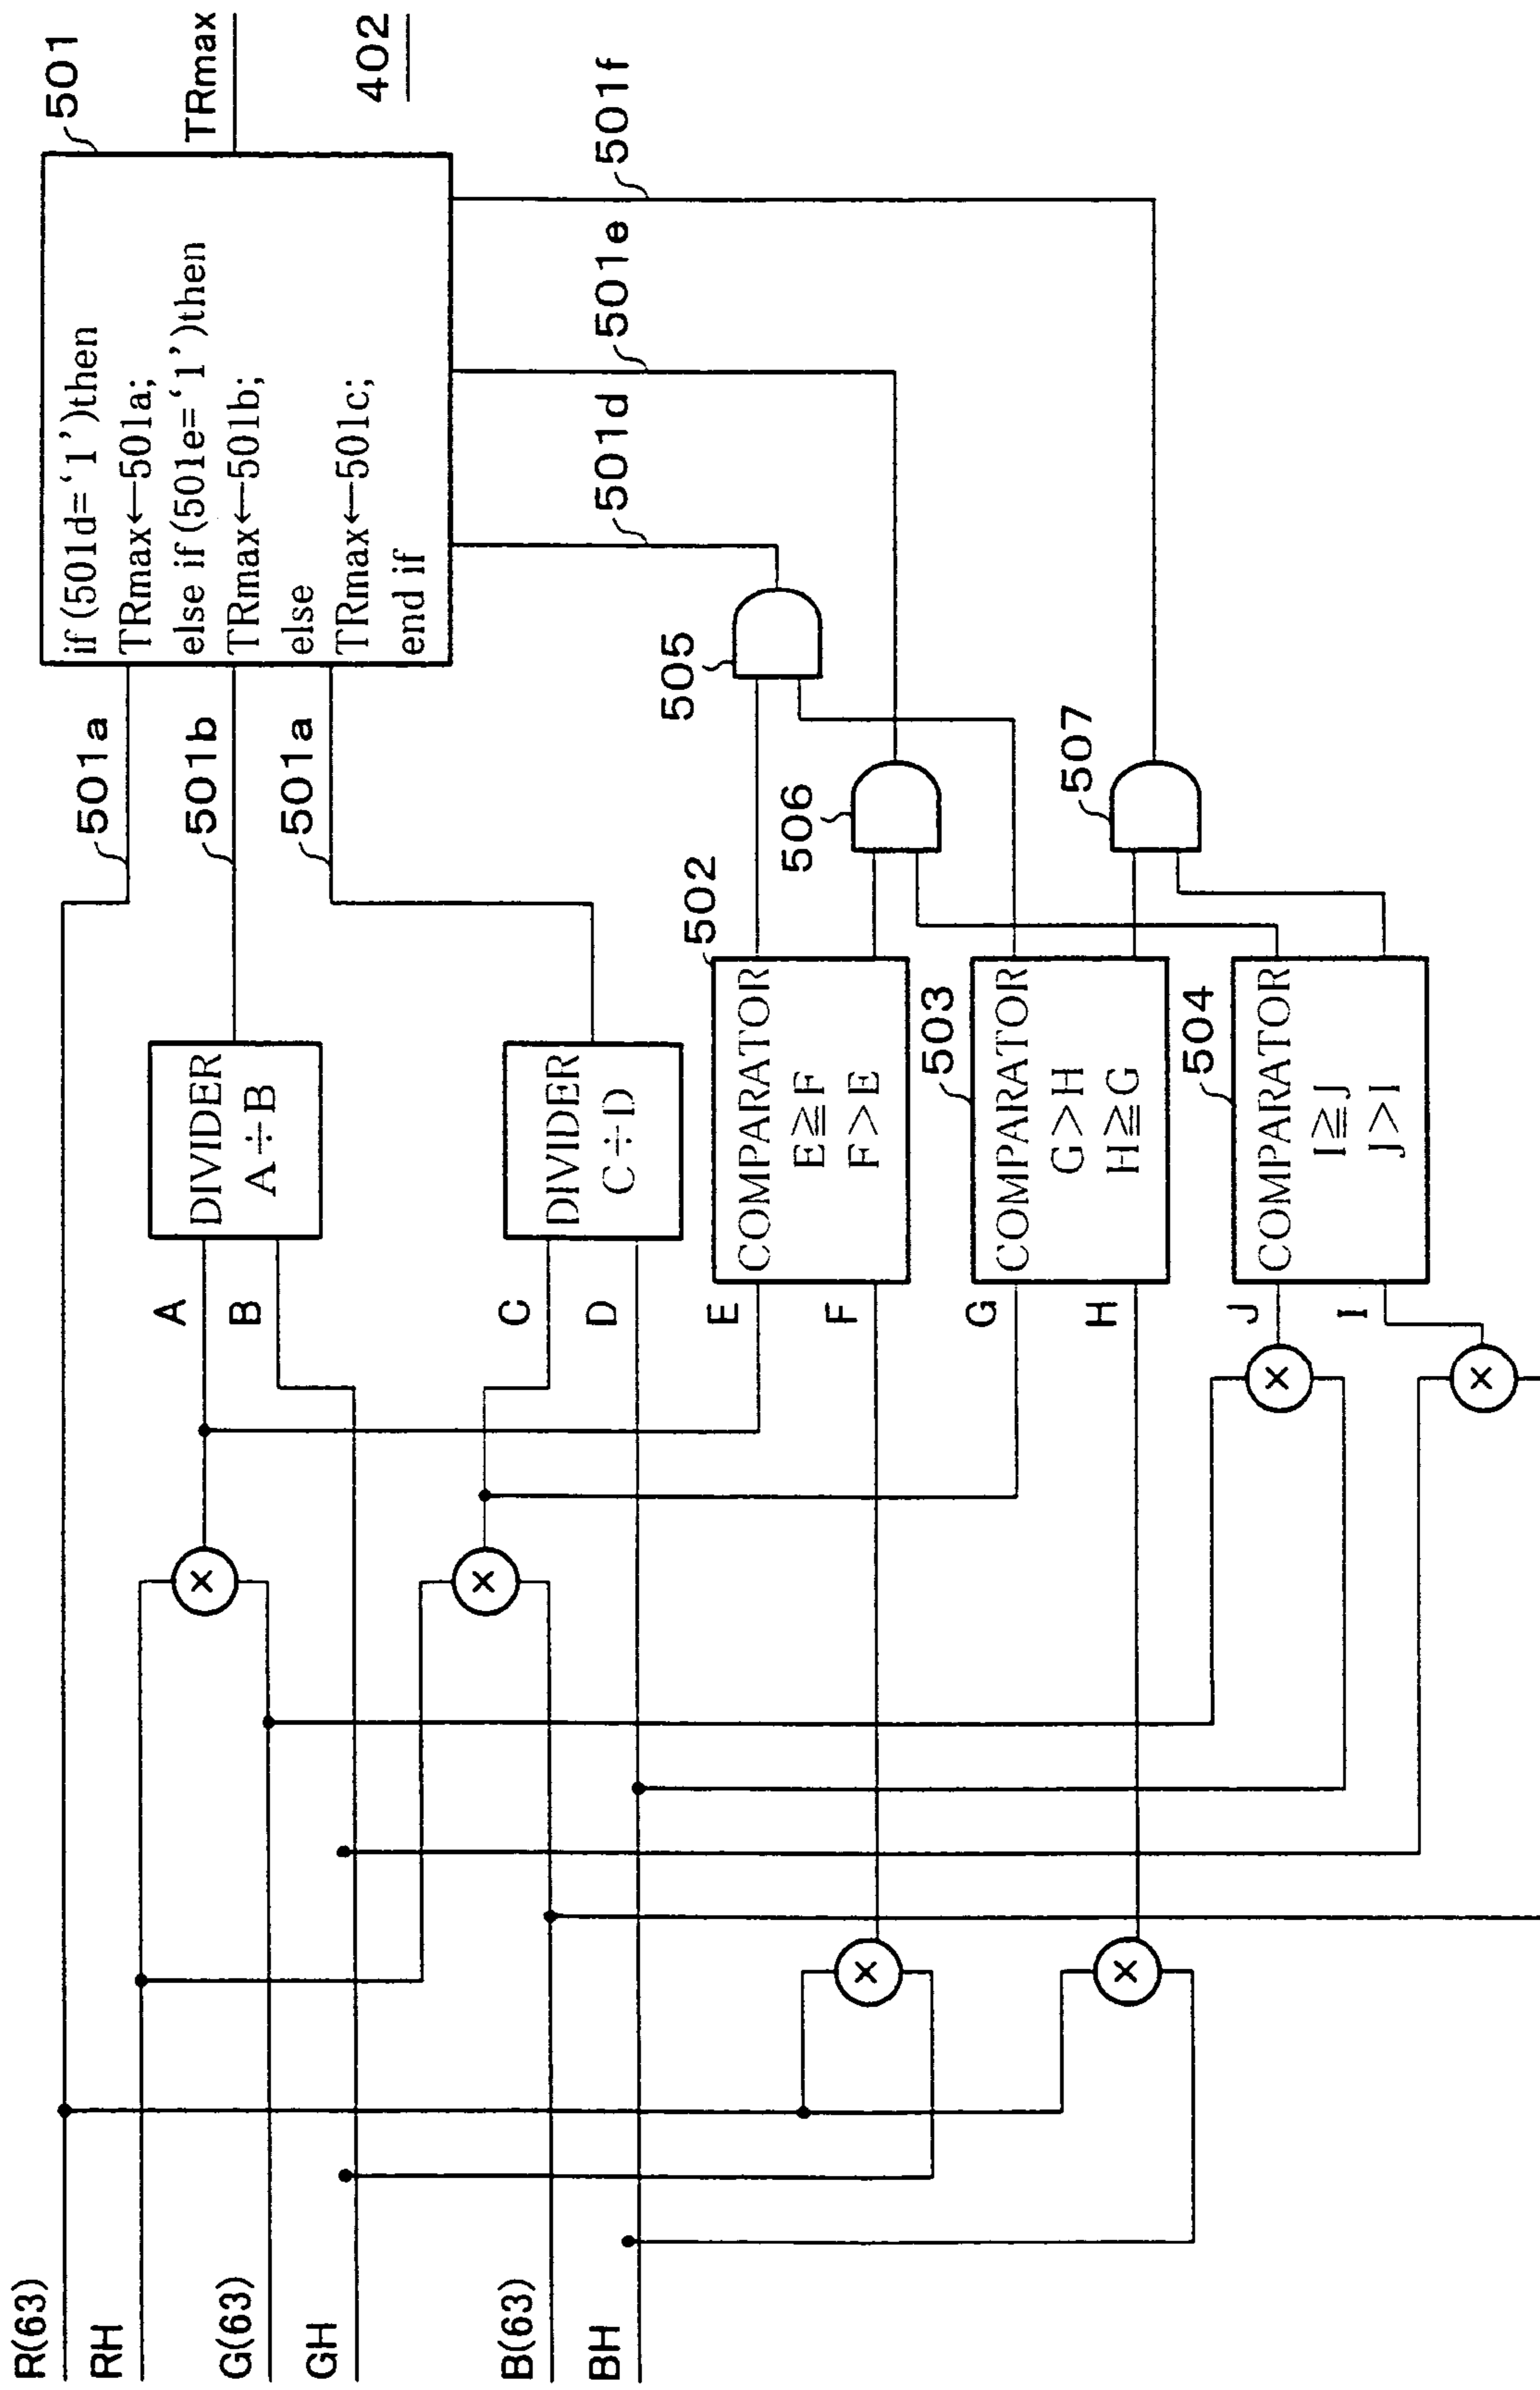 R(63)
RH
G(63)
GH
B(63)
BH
×
×
×
×
×
×
A
B
C
D
E
F
G
H
J
I
DIVIDER
A÷B
DIVIDER
C÷D
COMPARATOR
E≧F
F>E
502
COMPARATOR
G>H
H≧G
503
COMPARATOR
I≧J
J>I
504
505
506
507
501a
501b
501a
if (501d=‘1’)then
TRmax←501a;
else if (501e=‘1’)then
TRmax←501b;
else
TRmax←501c;
end if
501
501d
501e
501f
TRmax
402